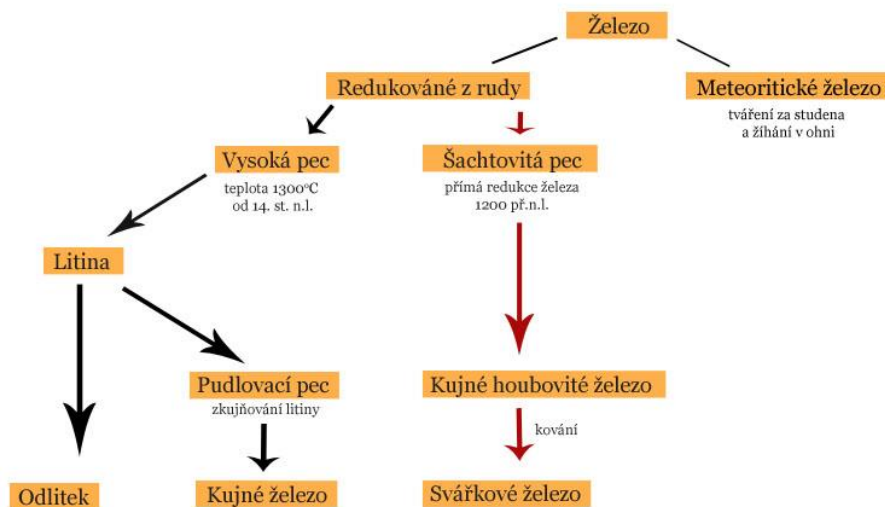 Železo
Redukováné z rudy
Meteoritické železo
tváření za studena
a žíhání v ohni
Vysoká pec
teplota 1300°C
od 14. st. n.l.
Šachtovitá pec
přímá redukce železa
1200 př.n.l.
Litina
Pudlovací pec
zkujňování litiny
Kujné houbovité železo
kování
Odlitek
Kujné železo
Svářkové železo